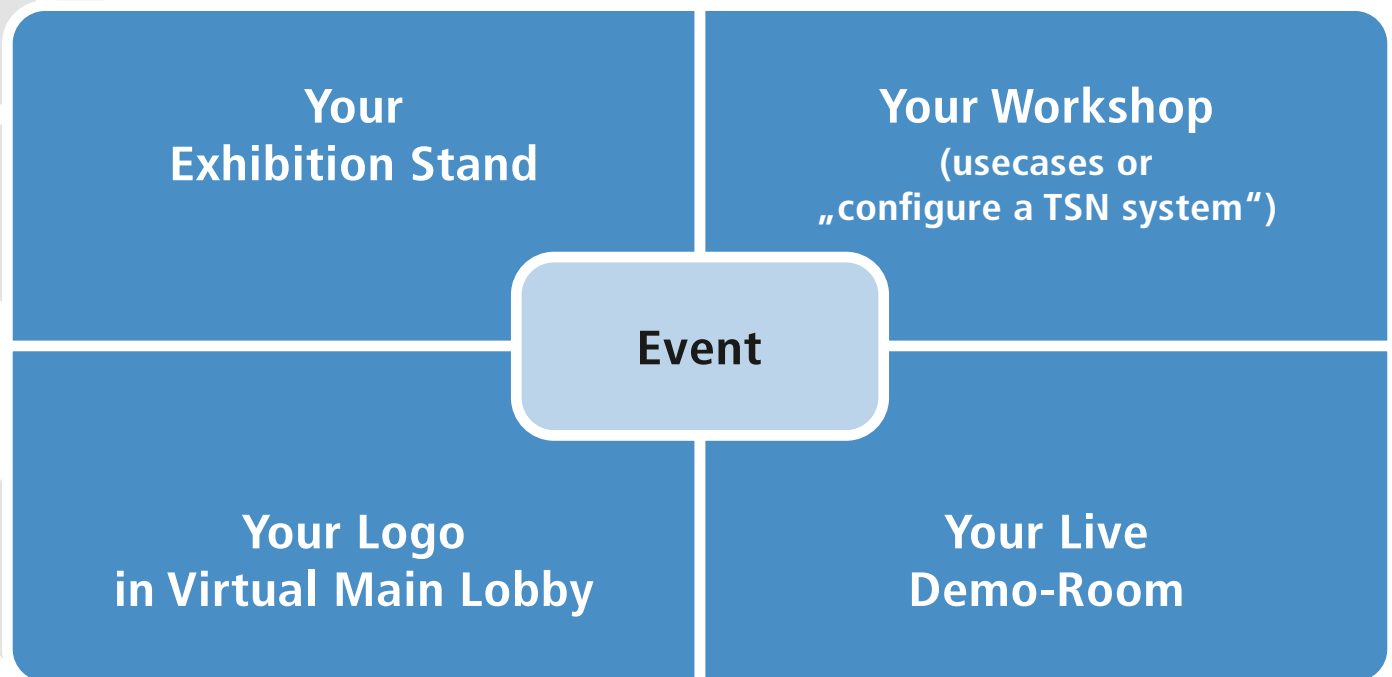 Your
Exhibition Stand
Your Workshop
(usecases or
„configure a TSN system“)
Event
Your Logo
in Virtual Main Lobby
Your Live
Demo-Room